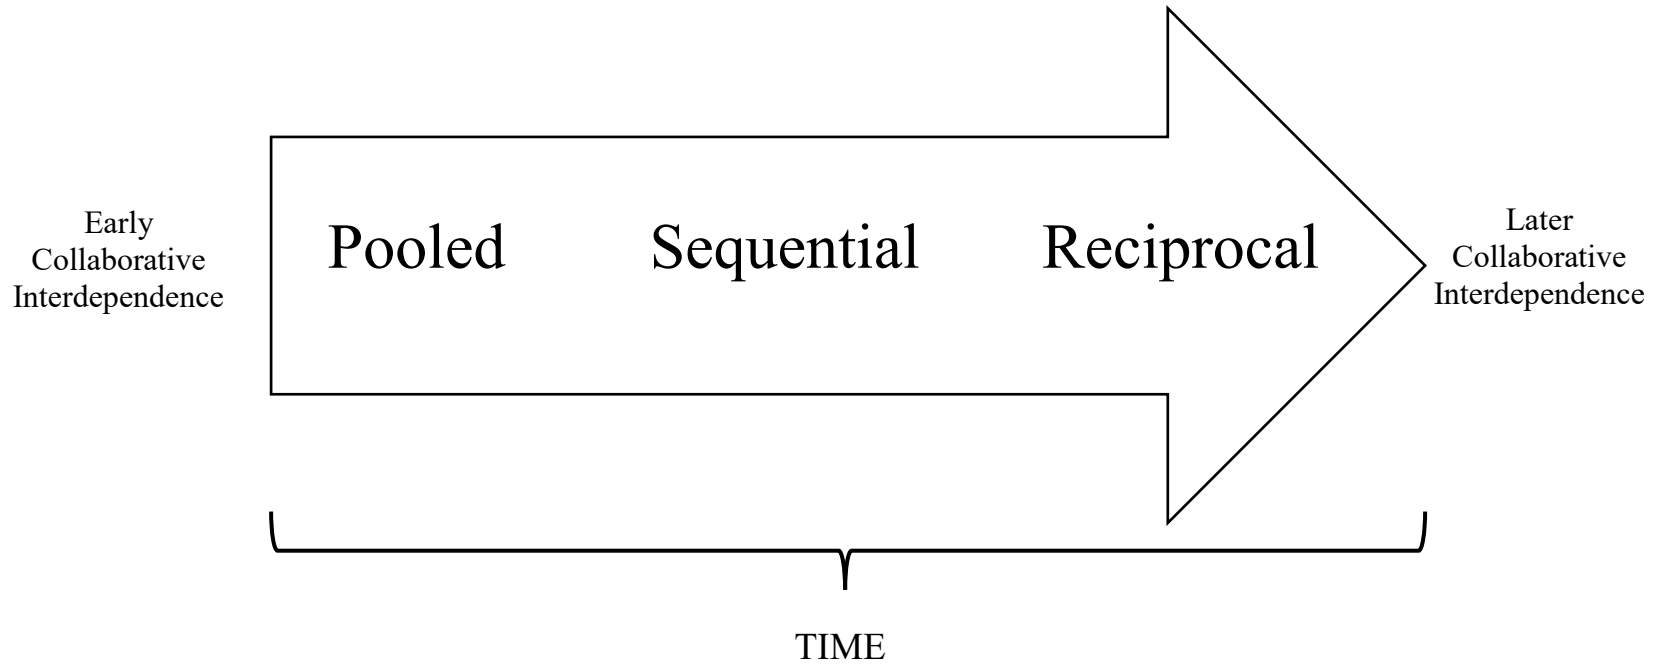 Early
Collaborative
Interdependence
Pooled
Sequential
Reciprocal
Later
Collaborative
Interdependence
TIME